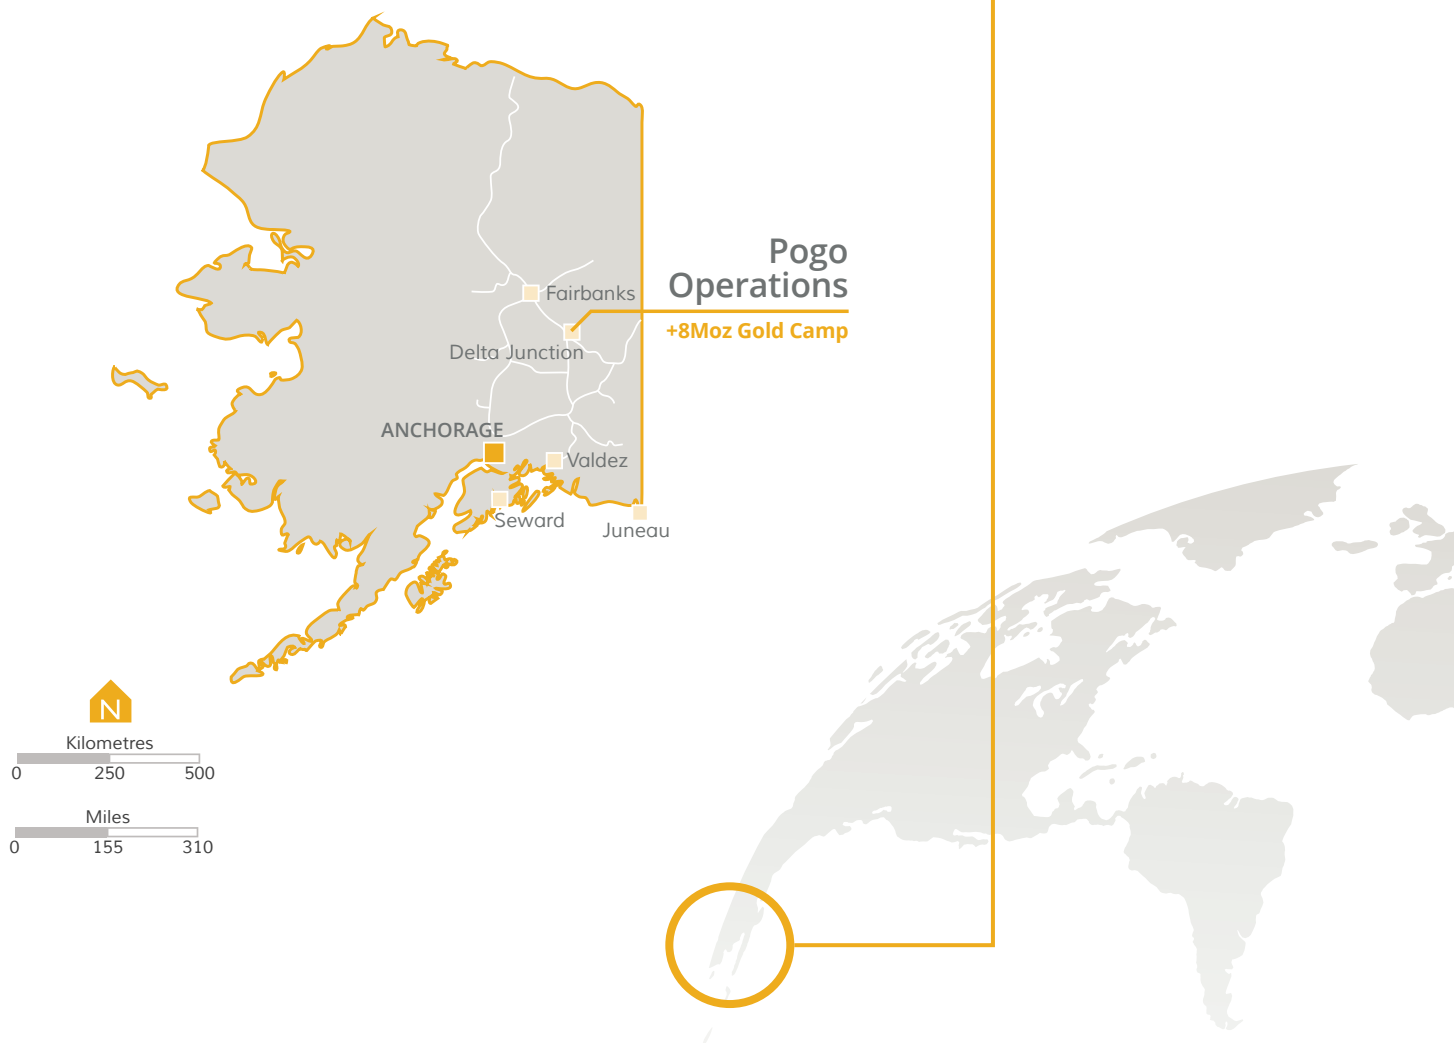 Pogo
Operations
+8Moz Gold Camp
Fairbanks
Delta Junction
ANCHORAGE
Valdez
Seward
Juneau
N
Kilometres
0 250 500
Miles
0 155 310